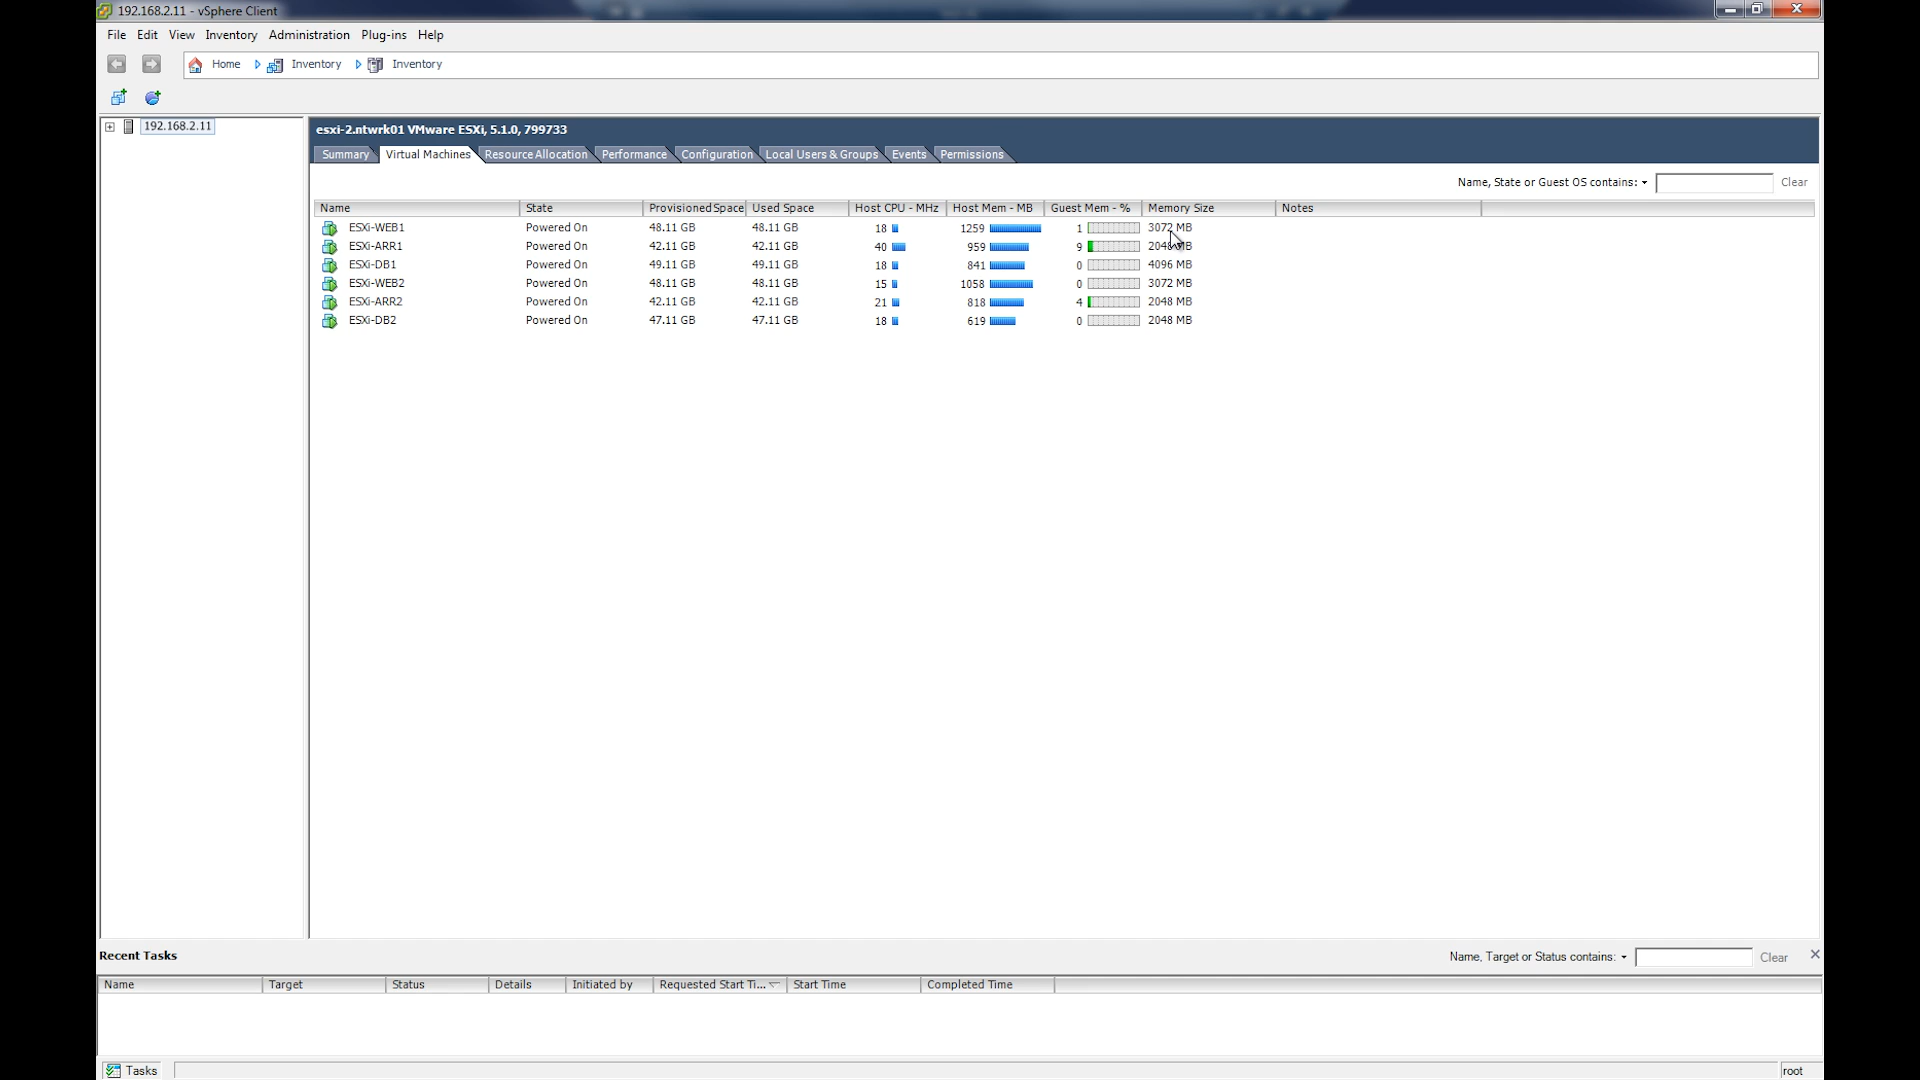 192.168.2.11 - vSphere Client
File Edit View Inventory Administration Plug-ins Help
Home Inventory Inventory
192.168.2.11
esxi-2.ntwrk01 VMware ESXi, 5.1.0, 799733
Summary Virtual Machines Resource Allocation Performance Configuration Local Users & Groups Events Permissions
Name, State or Guest OS contains: Clear
Name State Provisioned Space Used Space Host CPU - MHz Host Mem - MB Guest Mem - % Memory Size Notes
ESXi-WEB1 Powered On 48.11 GB 48.11 GB 18 1259 1 3072 MB
ESXi-ARR1 Powered On 42.11 GB 42.11 GB 40 959 9 2048 MB
ESXi-DB1 Powered On 49.11 GB 49.11 GB 18 841 0 4096 MB
ESXi-WEB2 Powered On 48.11 GB 48.11 GB 15 1058 0 3072 MB
ESXi-ARR2 Powered On 42.11 GB 42.11 GB 21 818 4 2048 MB
ESXi-DB2 Powered On 47.11 GB 47.11 GB 18 619 0 2048 MB
Recent Tasks
Name, Target or Status contains: Clear
Name Target Status Details Initiated by Requested Start Ti... Start Time Completed Time
Tasks
root